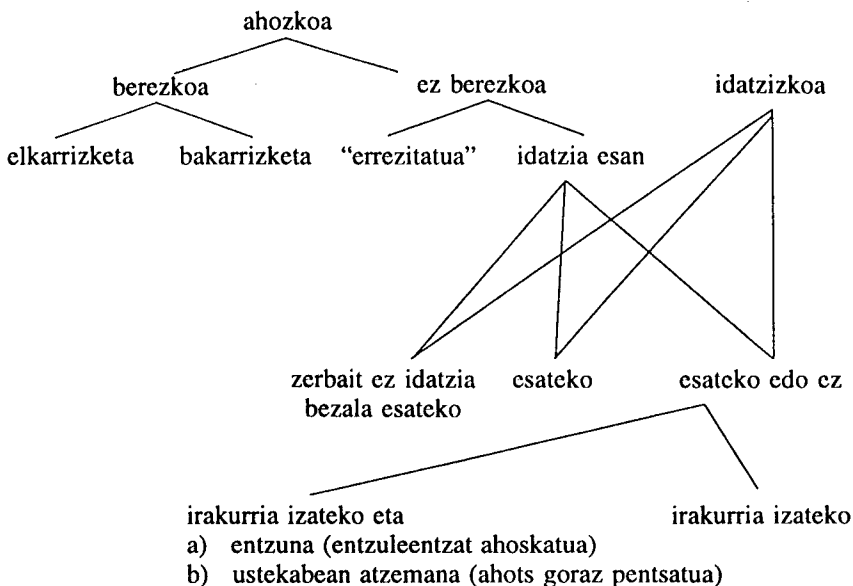 ahozkoa
berezkoa ez berezkoa idatzizkoa
elkarrizketa bakarrizketa “errezitatua” idatzia esan
zerbait ez idatzia esateko esateko edo ez
bezala esateko
irakurria izateko eta irakurria izateko
a) entzuna (entzuleentzat ahoskatua)
b) ustekabean atzemana (ahots goraz pentsatua)